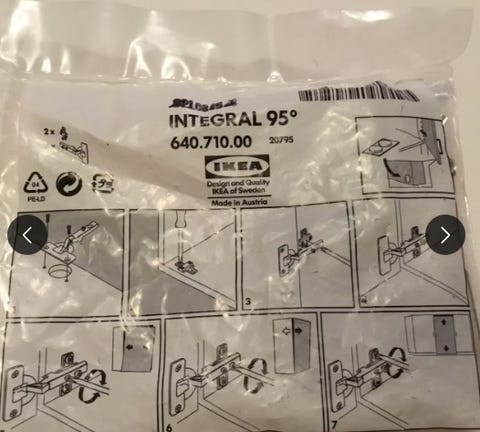 INTEGRAL 95°
2x
640.710.00 20795
IKEA
Design and Quality
IKEA of Sweden
Made in Austria
04
PE-LD
3
4
6
7